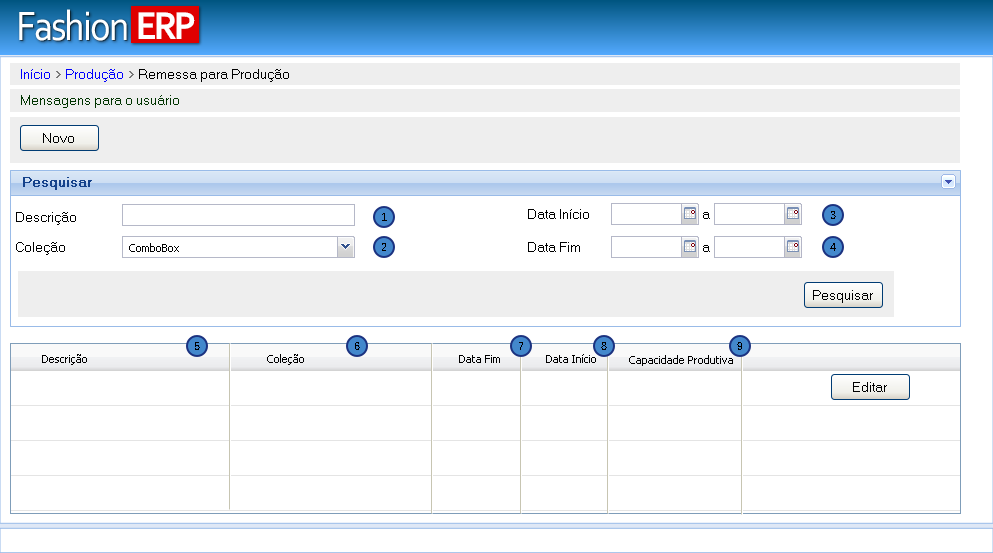 Fashion ERP
Início > Produção > Remessa para Produção
Mensagens para o usuário
Novo
Pesquisar
Descrição 1 Data Início a 3
Coleção ComboBox 2 Data Fim a 4
Pesquisar
Descrição 5 Coleção 6 Data Fim 7 Data Início 8 Capacidade Produtiva 9
Editar